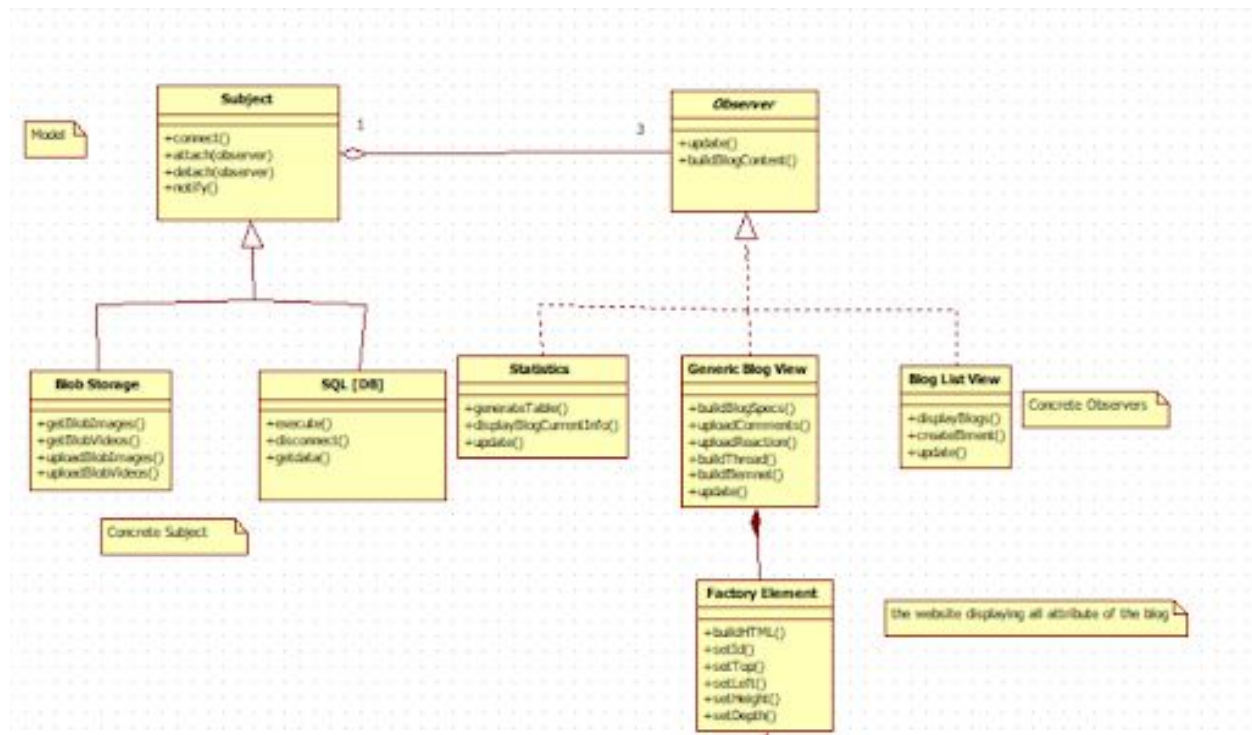 Subject
+connect()
+attach(observer)
+detach(observer)
+notify()
Model
1
3
Observer
+update()
+buildBlogContent()
Blob Storage
+getBlobImages()
+getBlobVideos()
+uploadBlobImages()
+uploadBlobVideos()
SQL [DB]
+execute()
+disconnect()
+getdata()
Concrete Subject
Statistics
+generateTable()
+displayBlogCurrentInfo()
+update()
Generic Blog View
+buildBlogSpecs()
+uploadComments()
+uploadReaction()
+buildThread()
+update()
Blog List View
+displayBlogs()
+update()
Concrete Observers
Factory Element
+buildHTML()
+setId()
+setTop()
+setLeft()
+setHeight()
+setDepth()
the website displaying all attribute of the blog